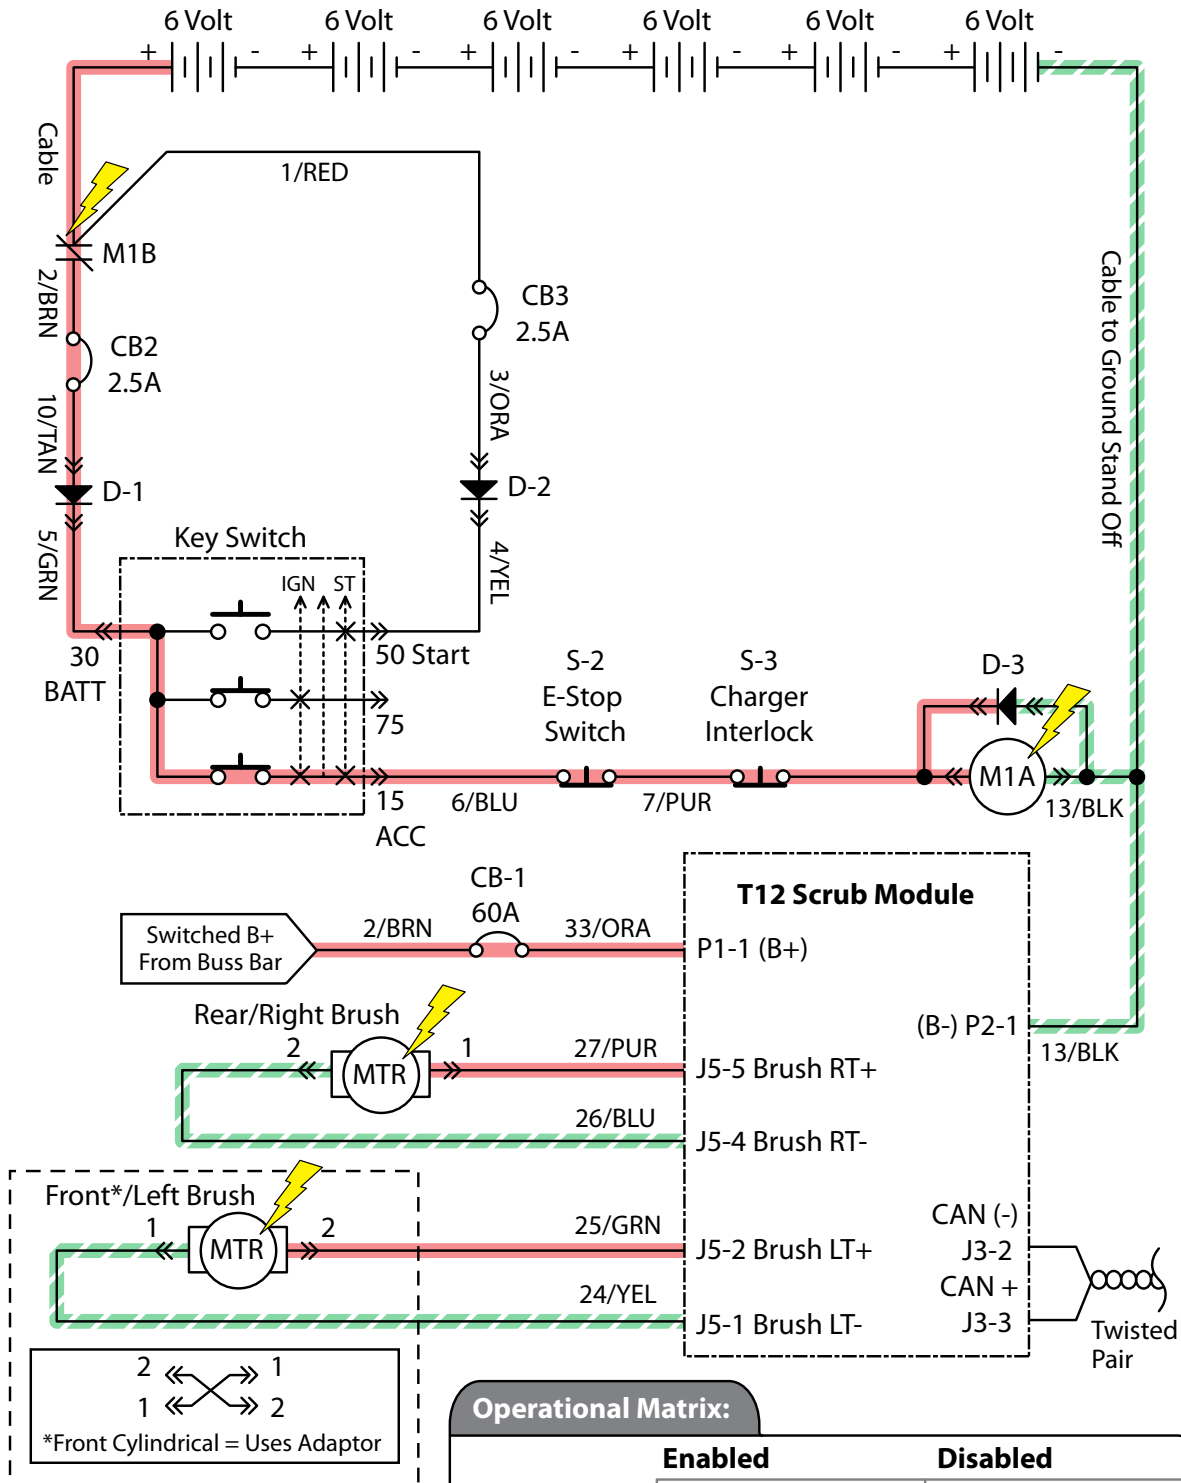 6 Volt 6 Volt 6 Volt 6 Volt 6 Volt 6 Volt
+ - + - + - + - + - + -
Cable
1/RED
M1B
2/BRN
CB2
2.5A
10/TAN
D-1
5/GRN
CB3
2.5A
3/ORA
D-2
4/YEL
Cable to Ground Stand Off
Key Switch
IGN ST
30
BATT
50 Start
75
15
ACC
6/BLU
S-2
E-Stop
Switch
7/PUR
S-3
Charger
Interlock
D-3
M1A
13/BLK
CB-1
60A
Switched B+
From Buss Bar
2/BRN
33/ORA
T12 Scrub Module
P1-1 (B+)
(B-) P2-1
13/BLK
Rear/Right Brush
2
MTR
1
27/PUR
J5-5 Brush RT+
26/BLU
J5-4 Brush RT-
Front*/Left Brush
1
MTR
2
25/GRN
J5-2 Brush LT+
24/YEL
J5-1 Brush LT-
CAN (-)
J3-2
CAN +
J3-3
Twisted
Pair
2 1
1 2
*Front Cylindrical = Uses Adaptor
Operational Matrix:
Enabled Disabled